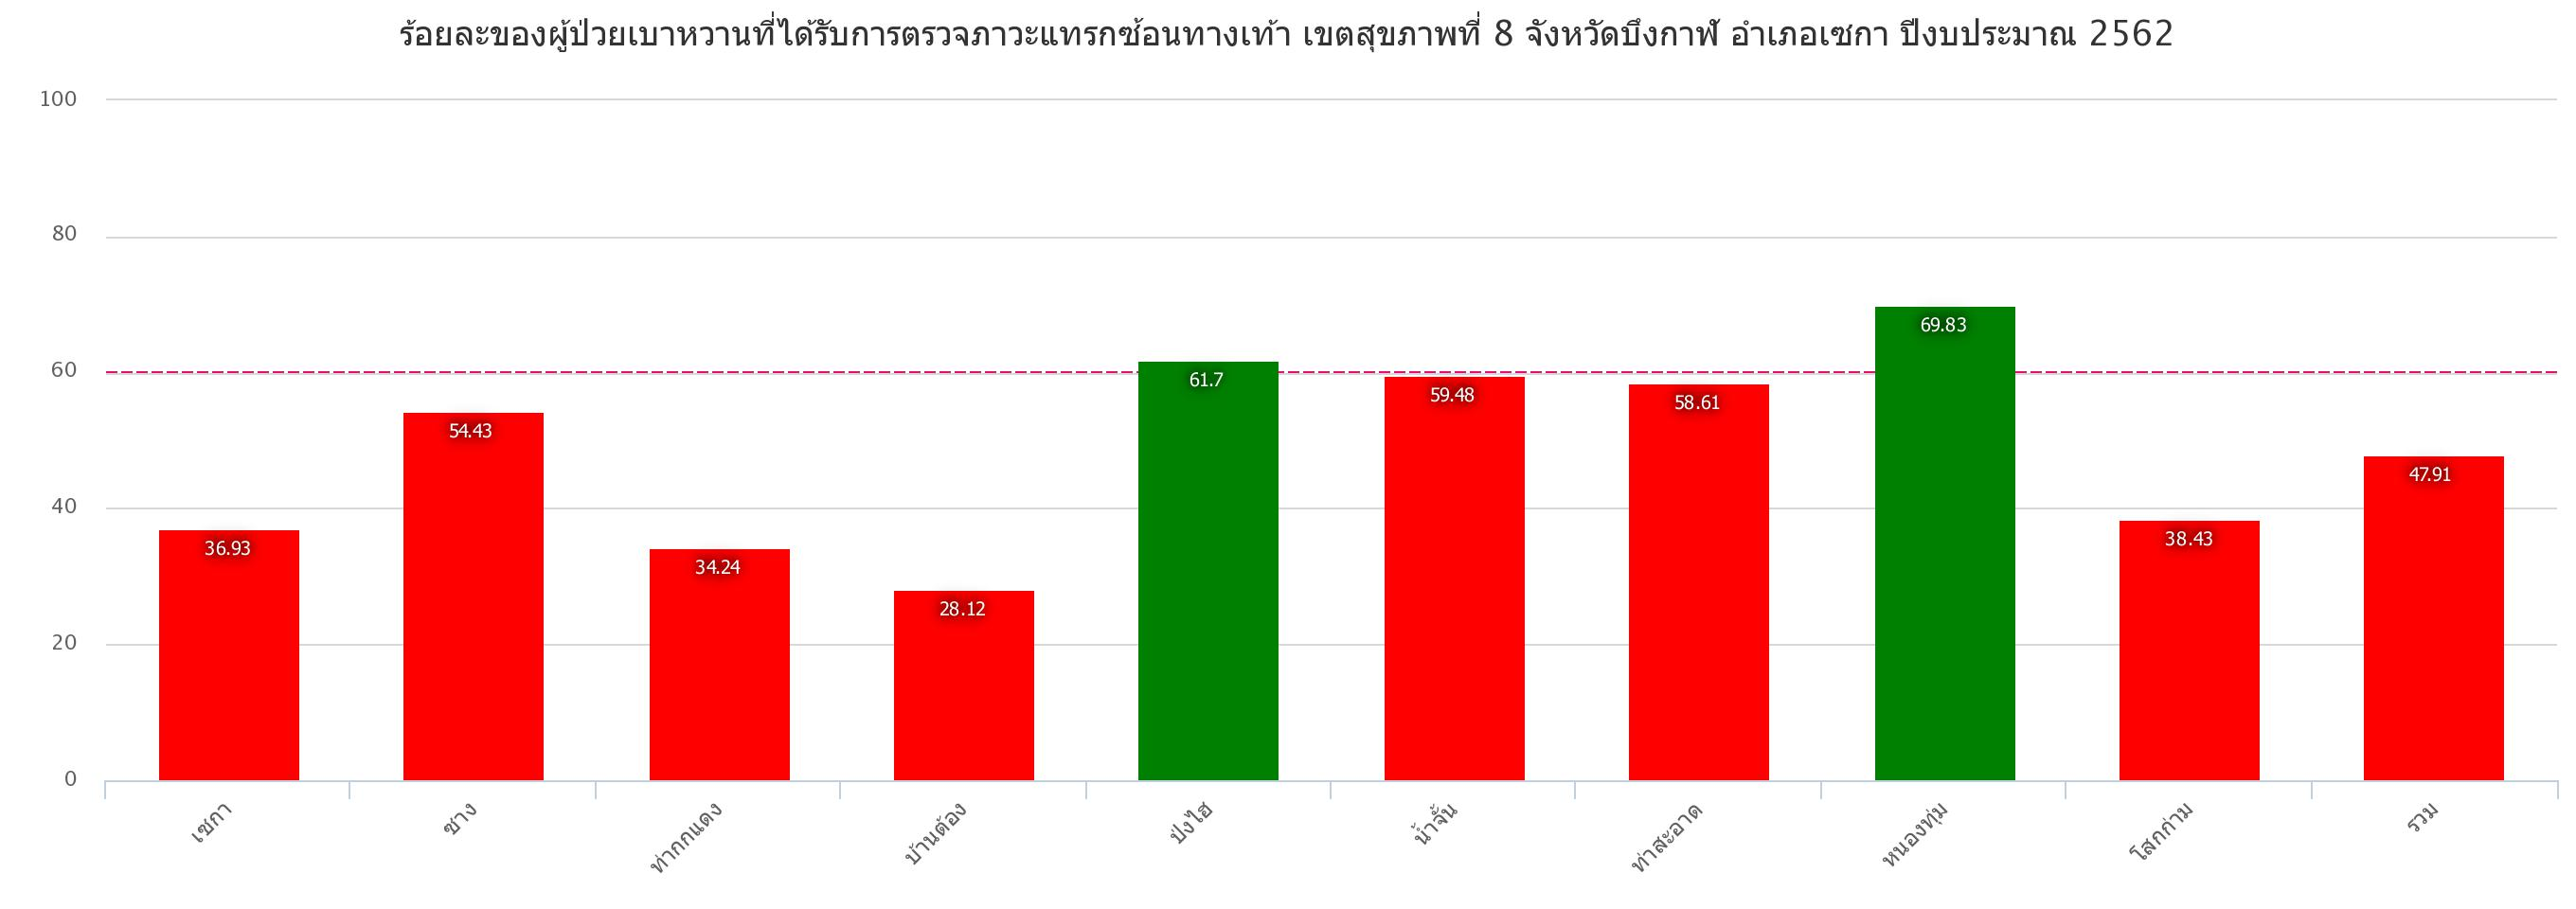 ร้อยละของผู้ป่วยเบาหวานที่ได้รับการตรวจภาวะแทรกซ้อนทางเท้า เขตสุขภาพที่ 8 จังหวัดบึงกาฬ อำเภอเซกา ปีงบประมาณ 2562
100
80
60
40
20
0
36.93
54.43
34.24
28.12
61.7
59.48
58.61
69.83
38.43
47.91
เซกา
ซาง
ท่ากกแดง
บ้านต้อง
ป่งไฮ
น้ำจั้น
ท่าสะอาด
หนองทุ่ม
โสกก่าม
รวม